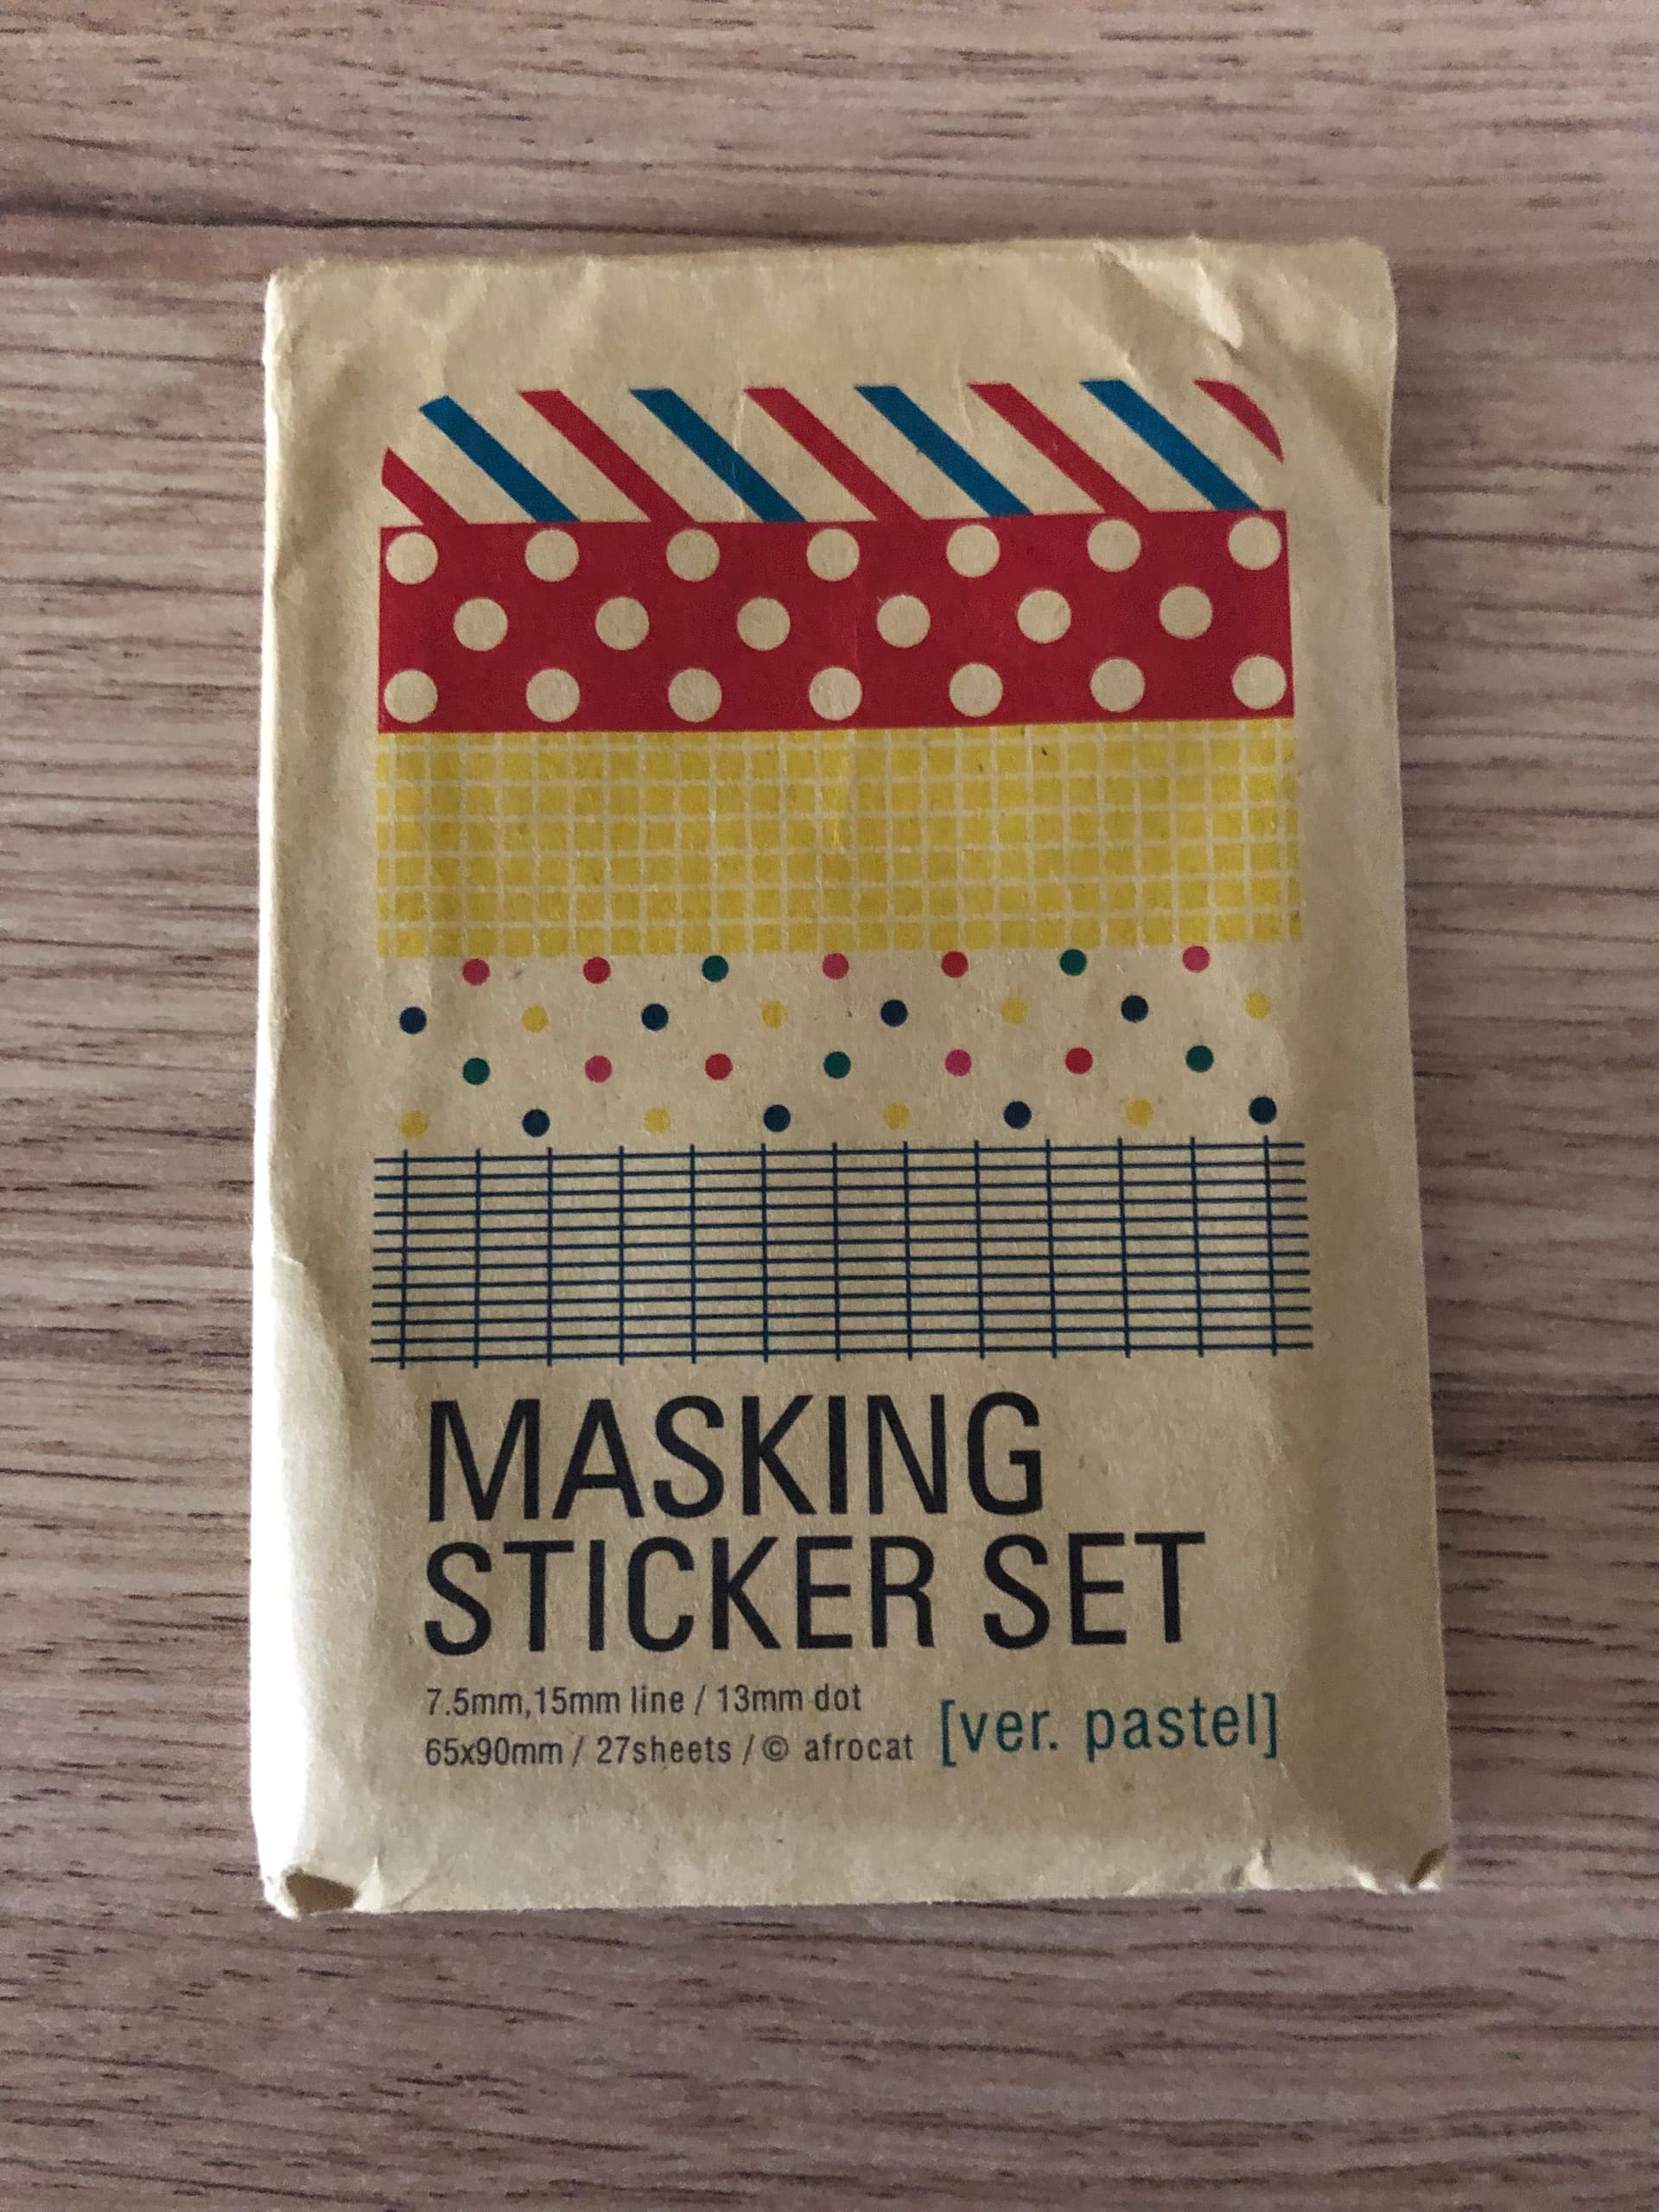 MASKING
STICKER SET
7.5mm,15mm line / 13mm dot
65x90mm / 27sheets / © afrocat
[ver. pastel]